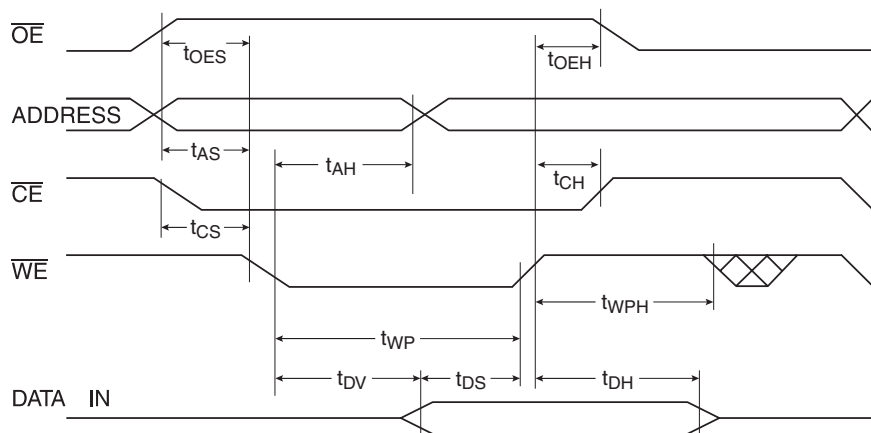 OE
tOES
tOEH
ADDRESS
tAS
tAH
tCH
CE
tCS
WE
tWPH
tWP
tDV
tDS
tDH
DATA IN